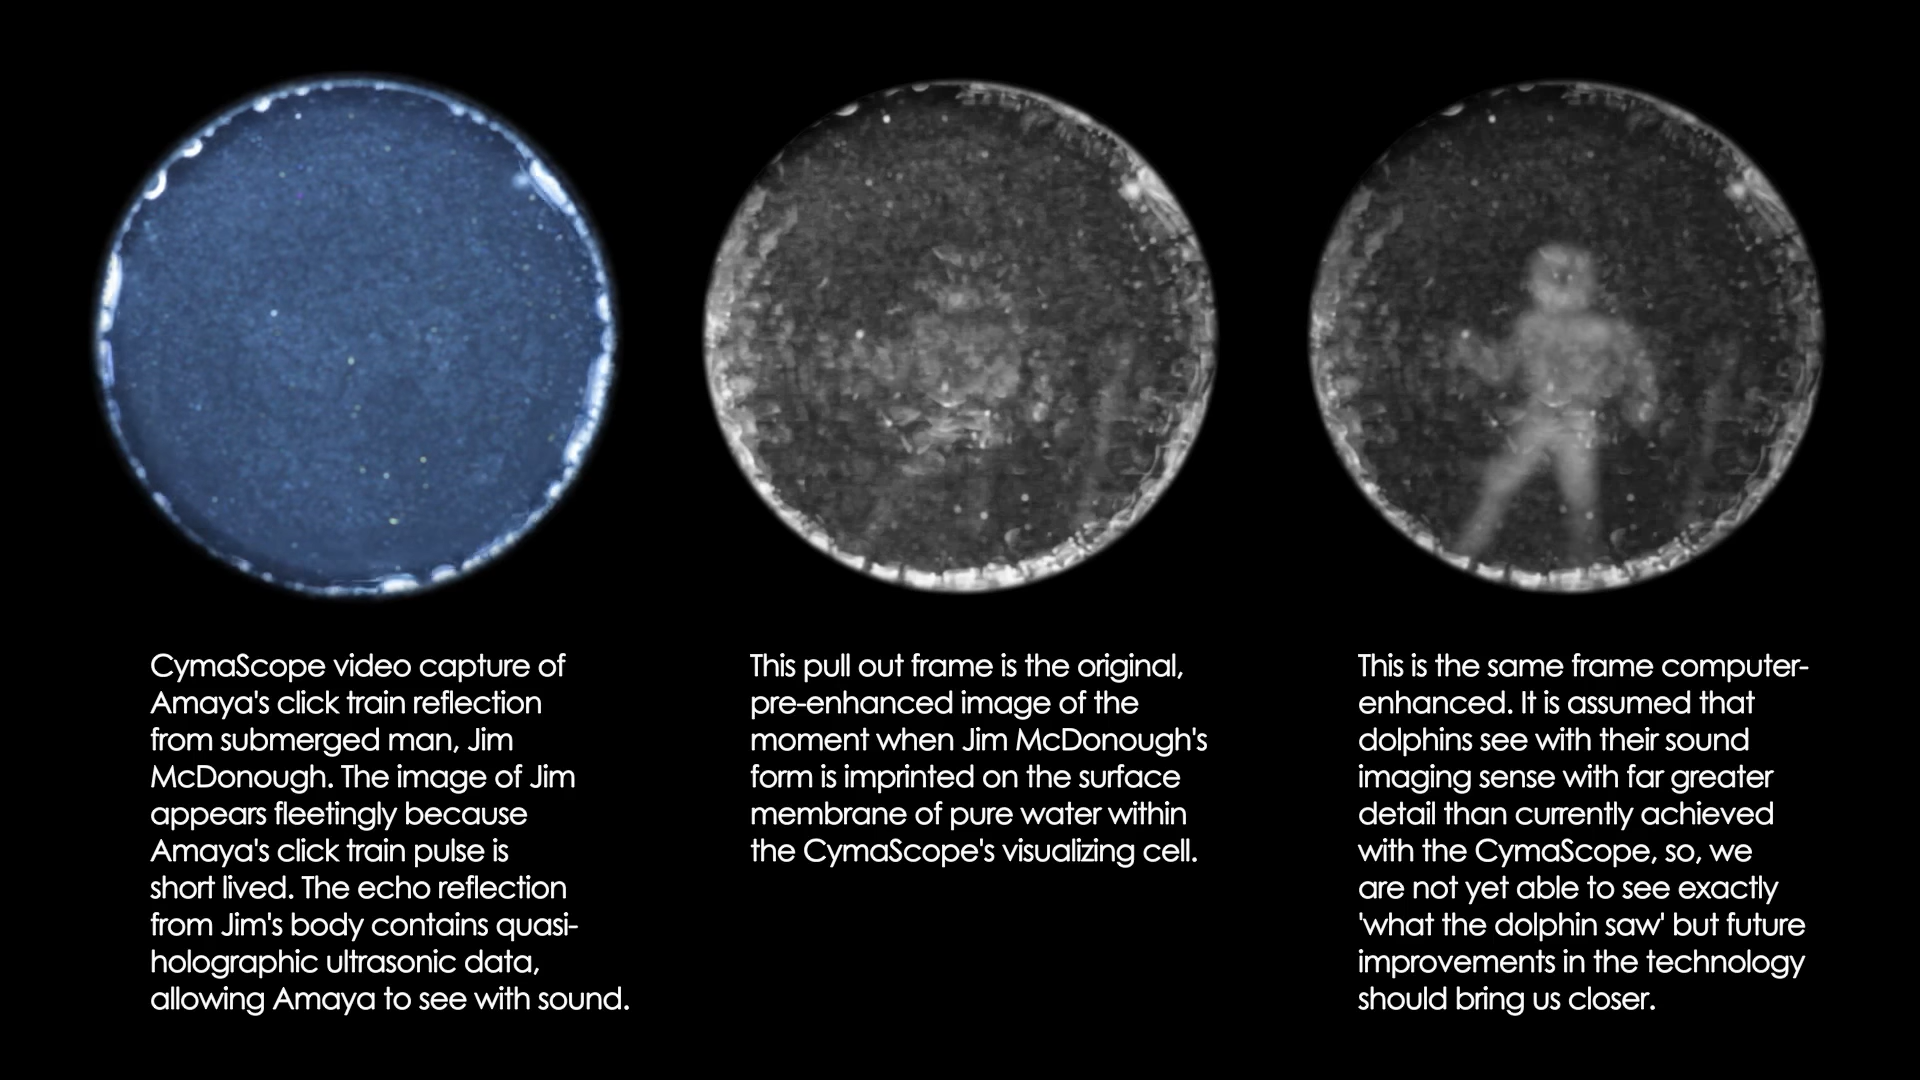 CymaScope video capture of
Amaya's click train reflection
from submerged man, Jim
McDonough. The image of Jim
appears fleetingly because
Amaya's click train pulse is
short lived. The echo reflection
from Jim's body contains quasi-
holographic ultrasonic data,
allowing Amaya to see with sound.
This pull out frame is the original,
pre-enhanced image of the
moment when Jim McDonough's
form is imprinted on the surface
membrane of pure water within
the CymaScope's visualizing cell.
This is the same frame computer-
enhanced. It is assumed that
dolphins see with their sound
imaging sense with far greater
detail than currently achieved
with the CymaScope, so, we
are not yet able to see exactly
'what the dolphin saw' but future
improvements in the technology
should bring us closer.